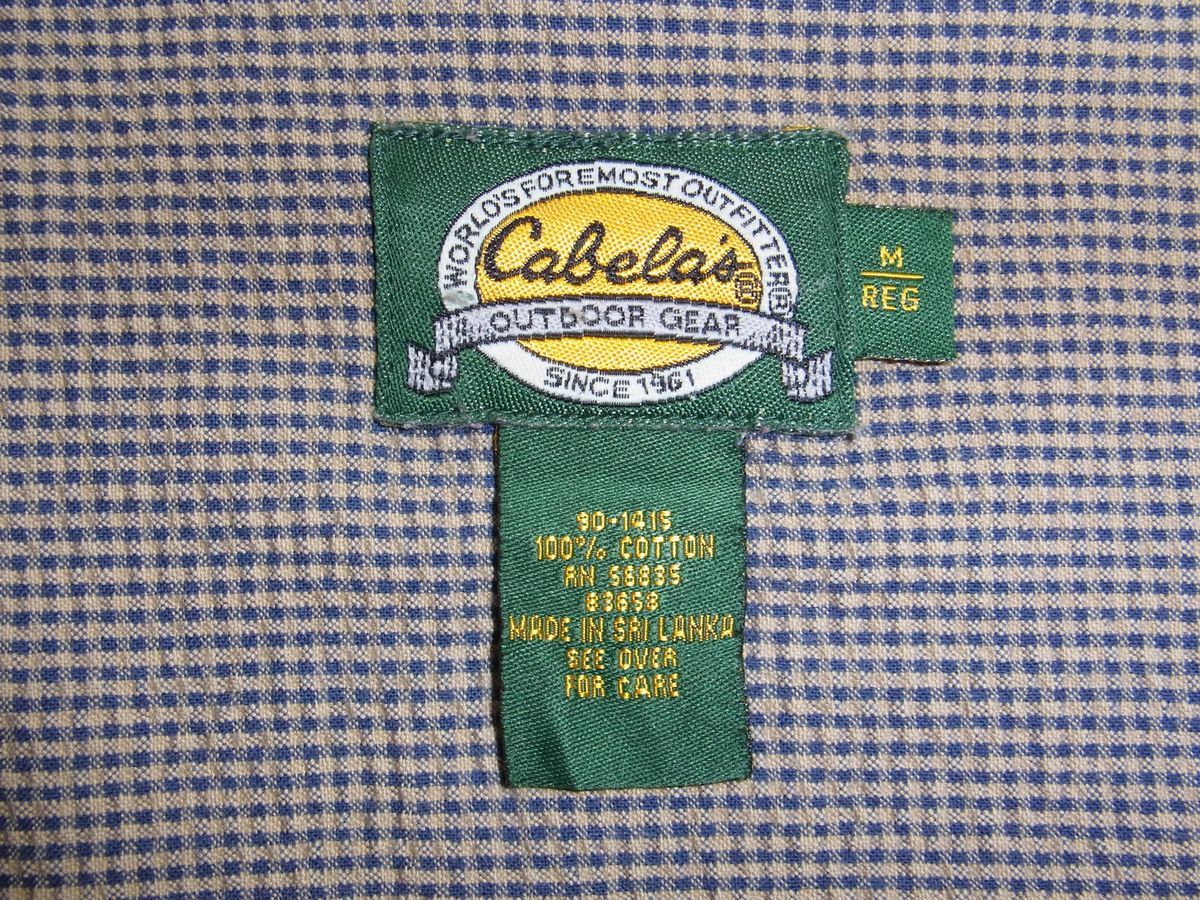 WORLD'S FOREMOST OUTFITTER®
Cabela's®
OUTDOOR GEAR
SINCE 1961
M
REG
90-1415
100% COTTON
RN 56835
83658
MADE IN SRI LANKA
SEE OVER
FOR CARE